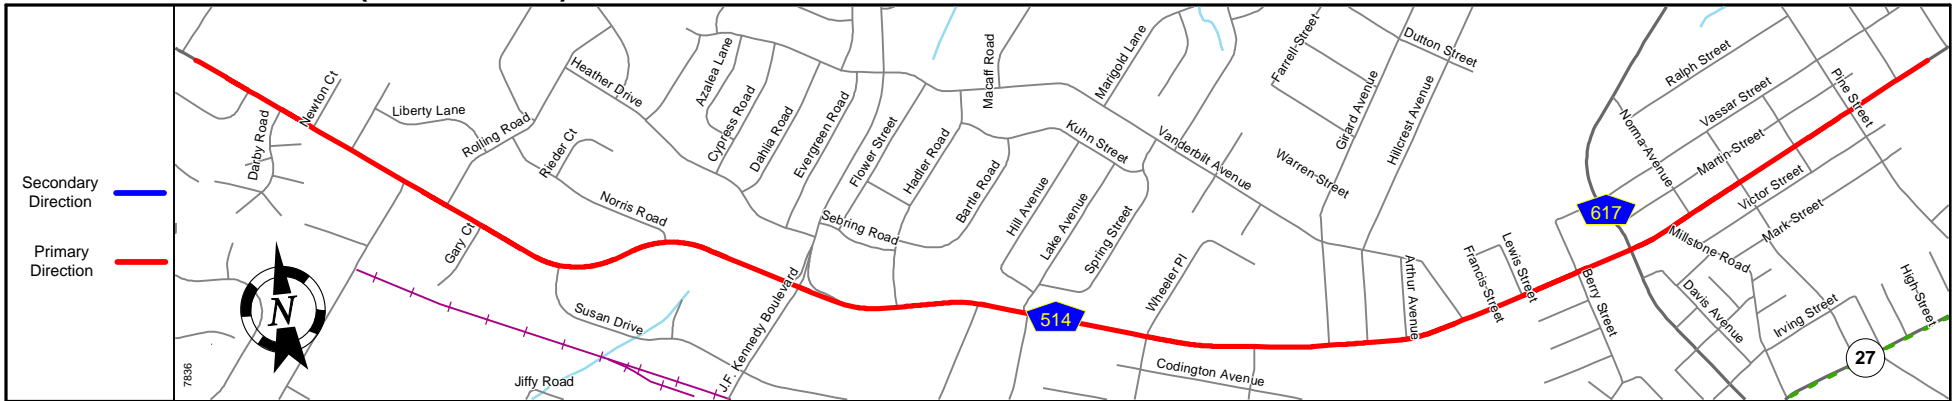 Secondary
Direction
Primary
Direction
7836
N
Newton Ct
Darby Road
Liberty Lane
Rolling Road
Heather Drive
Rieder Ct
Norris Road
Gary Ct
Susan Drive
Jiffy Road
J.F. Kennedy Boulevard
Azalea Lane
Cypress Road
Dahlia Road
Evergreen Road
Flower Street
Hadler Road
Sebring Road
Bartle Road
Macaff Road
Marigold Lane
Kuhn Street
Hill Avenue
Lake Avenue
Spring Street
514
Wheeler Pl
Codington Avenue
Vanderbilt Avenue
Warren-Street
Farrell-Street
Girard Avenue
Hillcrest Avenue
Dutton Street
Arthur Avenue
Francis-Street
Lewis Street
Berry Street
617
Norma-Avenue
Ralph Street
Vassar Street
Martin-Street
Pine Street
Victor Street
Mark-Street
Millstone-Road
Davis Avenue
Irving Street
High-Street
27